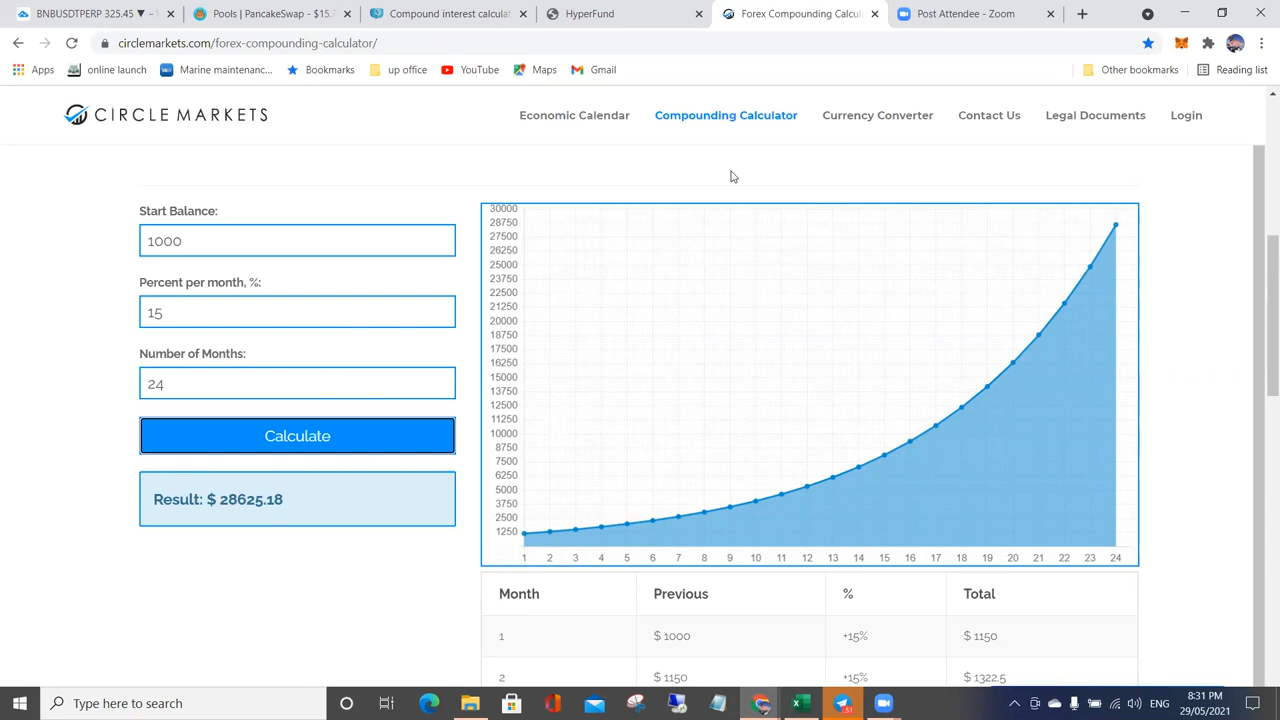 BNBUSDTPERP 325.45 ▼ −1
Pools | PancakeSwap - $15.7
Compound interest calculat
HyperFund
Forex Compounding Calcul
Post Attendee - Zoom
circlemarkets.com/forex-compounding-calculator/
Apps
online launch
Marine maintenanc...
Bookmarks
up office
YouTube
Maps
Gmail
Other bookmarks
Reading list
CIRCLE MARKETS
Economic Calendar
Compounding Calculator
Currency Converter
Contact Us
Legal Documents
Login
Start Balance:
1000
Percent per month, %:
15
Number of Months:
24
Calculate
Result: $ 28625.18
30000
28750
27500
26250
25000
23750
22500
21250
20000
18750
17500
16250
15000
13750
12500
11250
10000
8750
7500
6250
5000
3750
2500
1250
1 2 3 4 5 6 7 8 9 10 11 12 13 14 15 16 17 18 19 20 21 22 23 24
Month Previous % Total
1 $ 1000 +15% $ 1150
2 $ 1150 +15% $ 1322.5
Type here to search
51
ENG
8:31 PM
29/05/2021